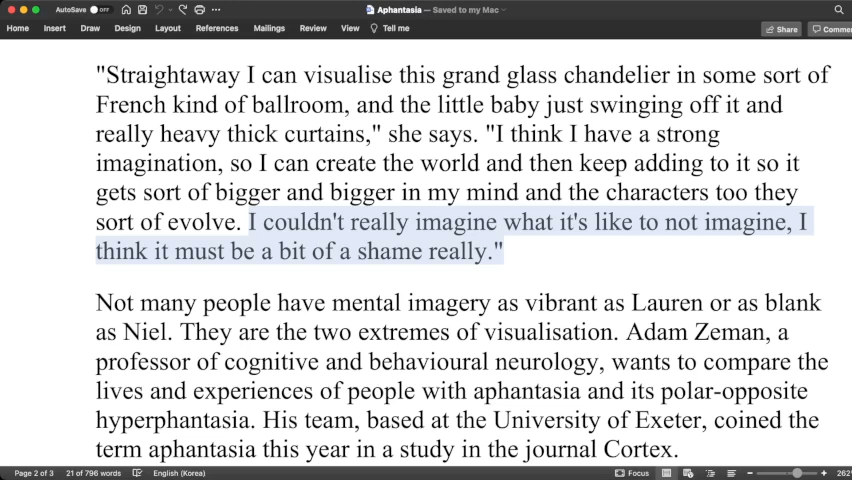 AutoSave OFF
Aphantasia — Saved to my Mac
Home Insert Draw Design Layout References Mailings Review View Tell me
Share
"Straightaway I can visualise this grand glass chandelier in some sort of
French kind of ballroom, and the little baby just swinging off it and
really heavy thick curtains," she says. "I think I have a strong
imagination, so I can create the world and then keep adding to it so it
gets sort of bigger and bigger in my mind and the characters too they
sort of evolve. I couldn't really imagine what it's like to not imagine, I
think it must be a bit of a shame really."
Not many people have mental imagery as vibrant as Lauren or as blank
as Niel. They are the two extremes of visualisation. Adam Zeman, a
professor of cognitive and behavioural neurology, wants to compare the
lives and experiences of people with aphantasia and its polar-opposite
hyperphantasia. His team, based at the University of Exeter, coined the
term aphantasia this year in a study in the journal Cortex.
Page 2 of 3 21 of 796 words English (Korea) Focus